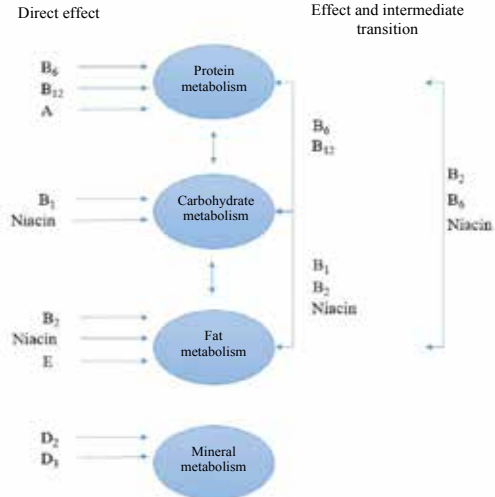 Direct effect
Effect and intermediate
transition
B₆
B₁₂
A
Protein
metabolism
B₆
B₁₂
B₁
Niacin
Carbohydrate
metabolism
B₂
B₆
Niacin
B₁
B₂
Niacin
B₂
Niacin
E
Fat
metabolism
D₂
D₃
Mineral
metabolism